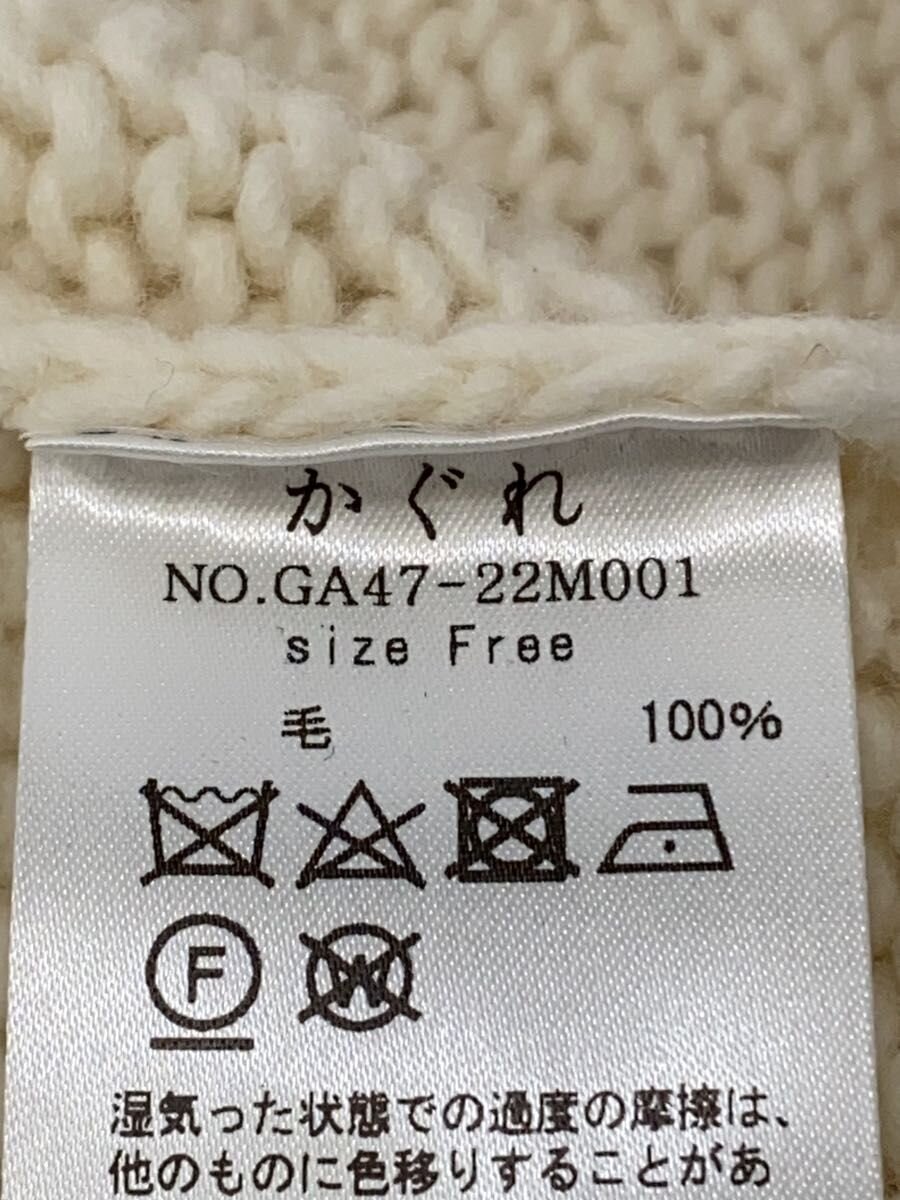 かぐれ
NO.GA47-22M001
size Free
毛 100%
F W
湿気った状態での過度の摩擦は、
他のものに色移りすることがあ